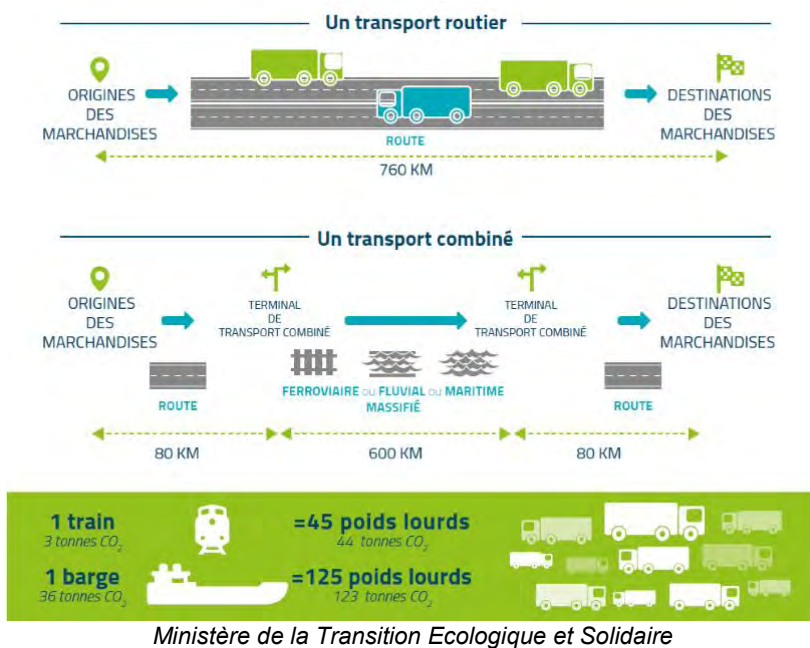 Un transport routier
ORIGINES
DES
MARCHANDISES
ROUTE
DESTINATIONS
DES
MARCHANDISES
760 KM
Un transport combiné
ORIGINES
DES
MARCHANDISES
TERMINAL
DE
TRANSPORT COMBINÉ
TERMINAL
DE
TRANSPORT COMBINÉ
DESTINATIONS
DES
MARCHANDISES
ROUTE
FERROVIAIRE OU FLUVIAL OU MARITIME
MASSIFIÉ
ROUTE
80 KM
600 KM
80 KM
1 train
3 tonnes CO₂
=45 poids lourds
44 tonnes CO₂
1 barge
36 tonnes CO₂
=125 poids lourds
123 tonnes CO₂
Ministère de la Transition Ecologique et Solidaire